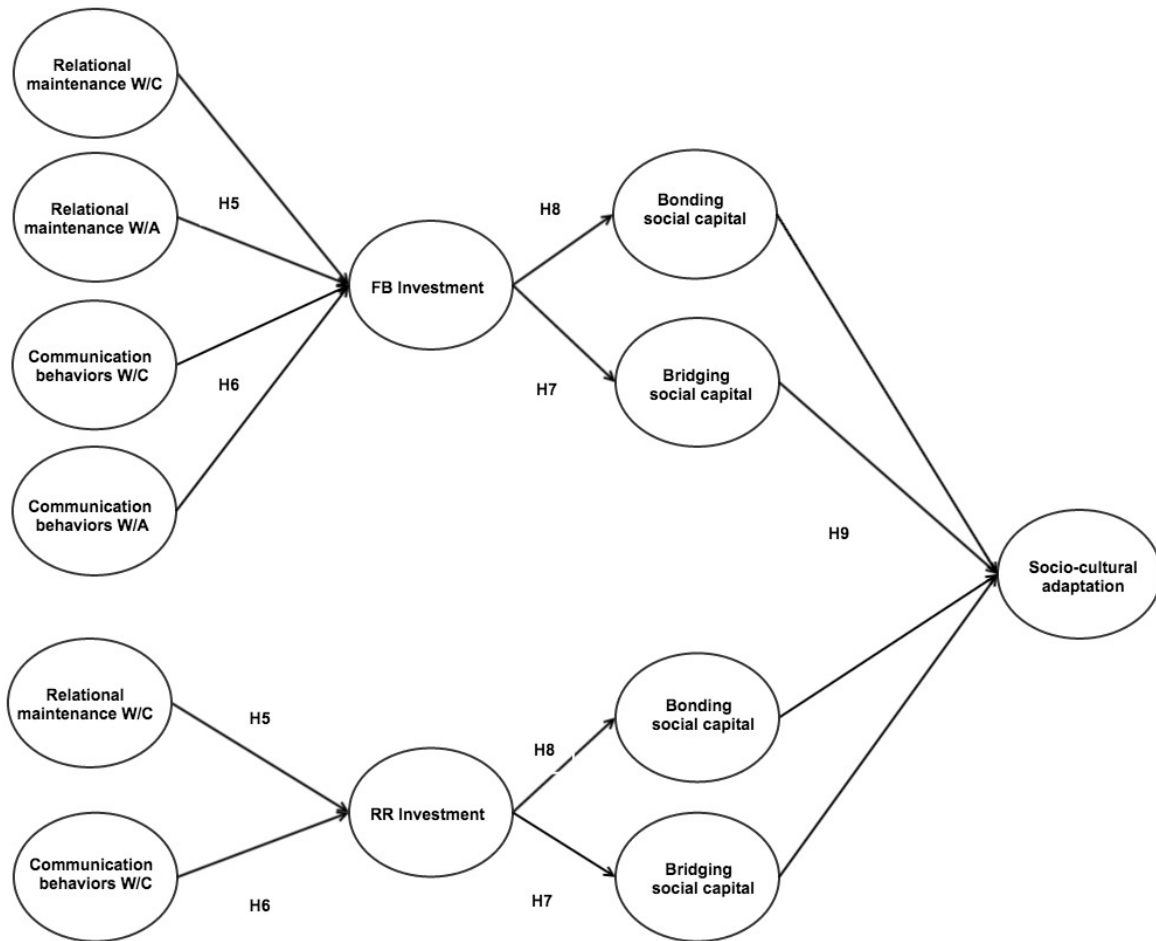 Relational
maintenance W/C
Relational
maintenance W/A
H5
Communication
behaviors W/C
H6
Communication
behaviors W/A
FB Investment
H8
H7
Bonding
social capital
Bridging
social capital
H9
Socio-cultural
adaptation
Relational
maintenance W/C
H5
Communication
behaviors W/C
H6
RR Investment
H8
H7
Bonding
social capital
Bridging
social capital